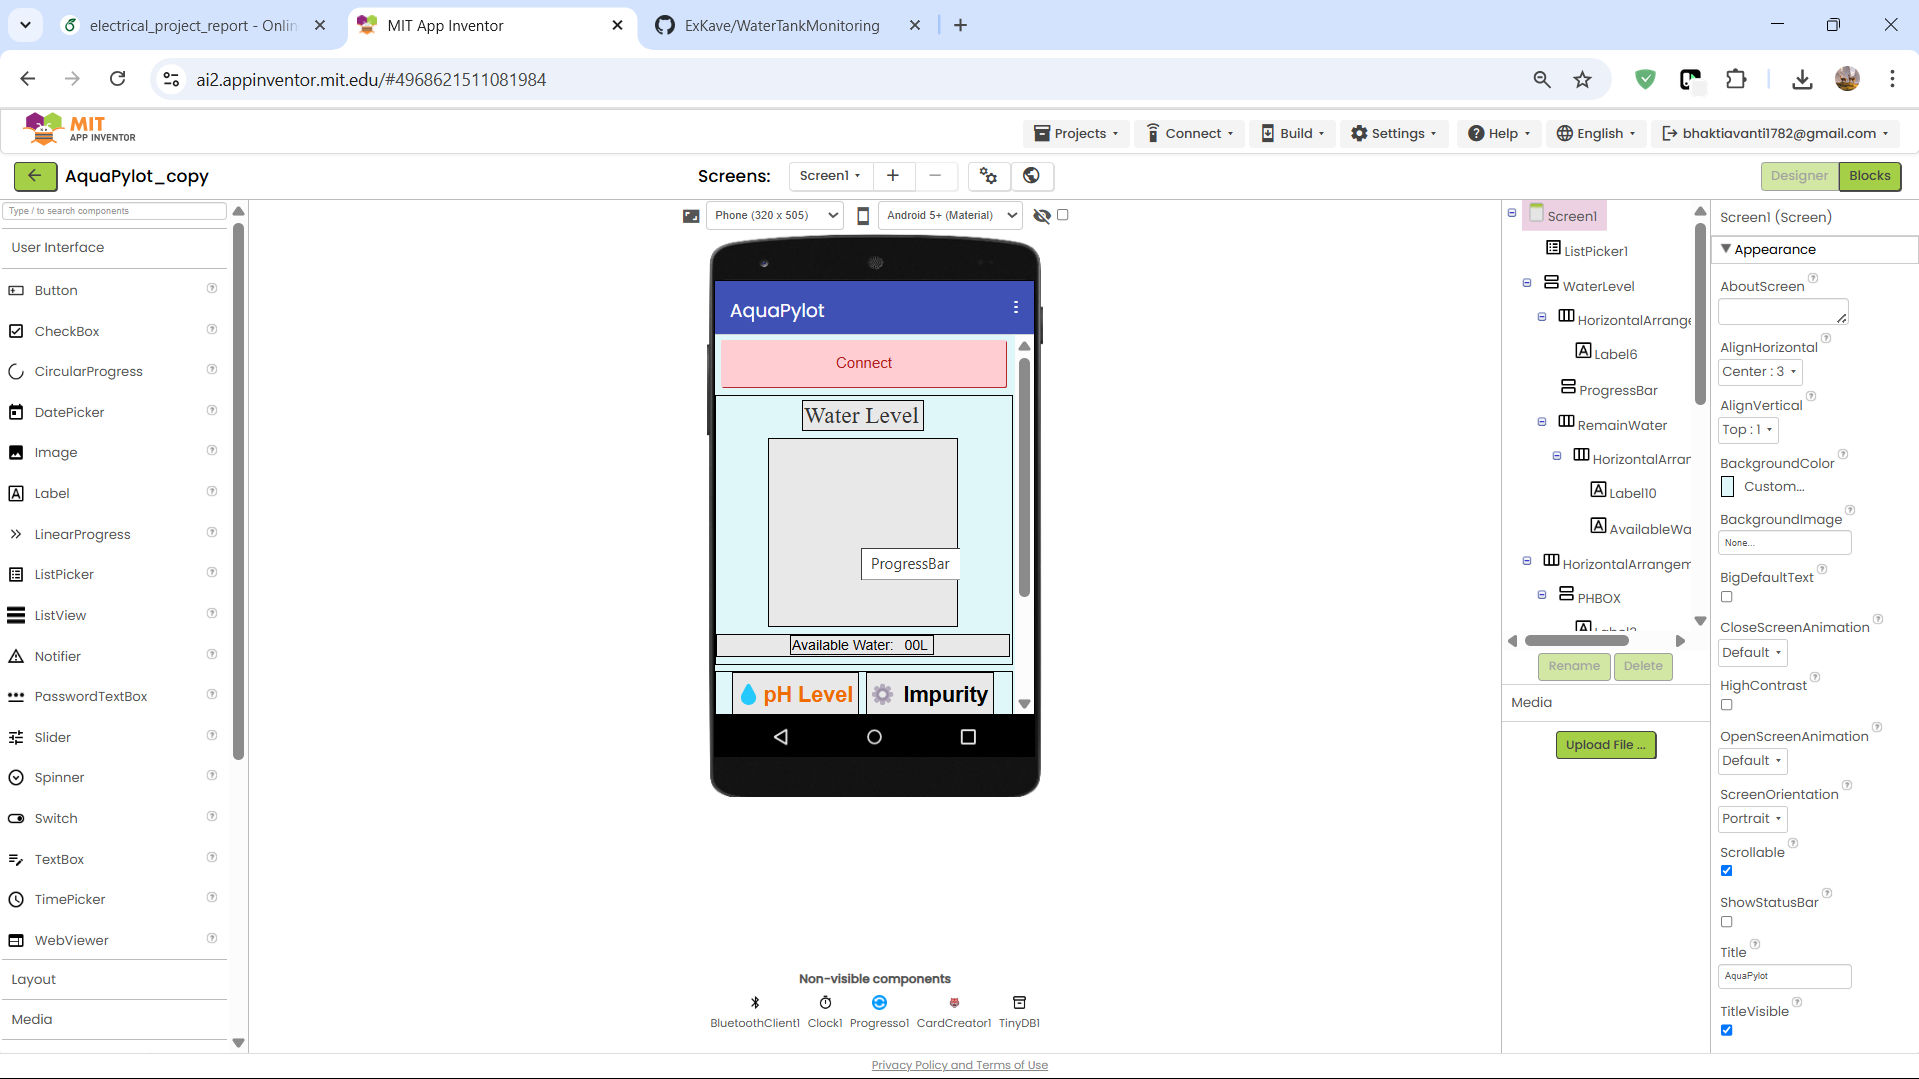 electrical_project_report - Onlin
MIT App Inventor
ExKave/WaterTankMonitoring
ai2.appinventor.mit.edu/#4968621511081984
MIT
APP INVENTOR
Projects
Connect
Build
Settings
Help
English
bhaktiavanti1782@gmail.com
AquaPylot_copy
Screens:
Screen1
Designer
Blocks
Type / to search components
User Interface
Button
CheckBox
CircularProgress
DatePicker
Image
Label
LinearProgress
ListPicker
ListView
Notifier
PasswordTextBox
Slider
Spinner
Switch
TextBox
TimePicker
WebViewer
Layout
Media
Phone (320 x 505)
Android 5+ (Material)
AquaPylot
Connect
Water Level
ProgressBar
Available Water: 00L
pH Level
Impurity
Non-visible components
BluetoothClient1
Clock1
Progresso1
CardCreator1
TinyDB1
Screen1
ListPicker1
WaterLevel
HorizontalArrange
Label6
ProgressBar
RemainWater
HorizontalArran
Label10
AvailableWa
HorizontalArrangem
PHBOX
Rename
Delete
Media
Upload File ...
Screen1 (Screen)
Appearance
AboutScreen
AlignHorizontal
Center : 3
AlignVertical
Top : 1
BackgroundColor
Custom...
BackgroundImage
None...
BigDefaultText
CloseScreenAnimation
Default
HighContrast
OpenScreenAnimation
Default
ScreenOrientation
Portrait
Scrollable
ShowStatusBar
Title
AquaPylot
TitleVisible
Privacy Policy and Terms of Use